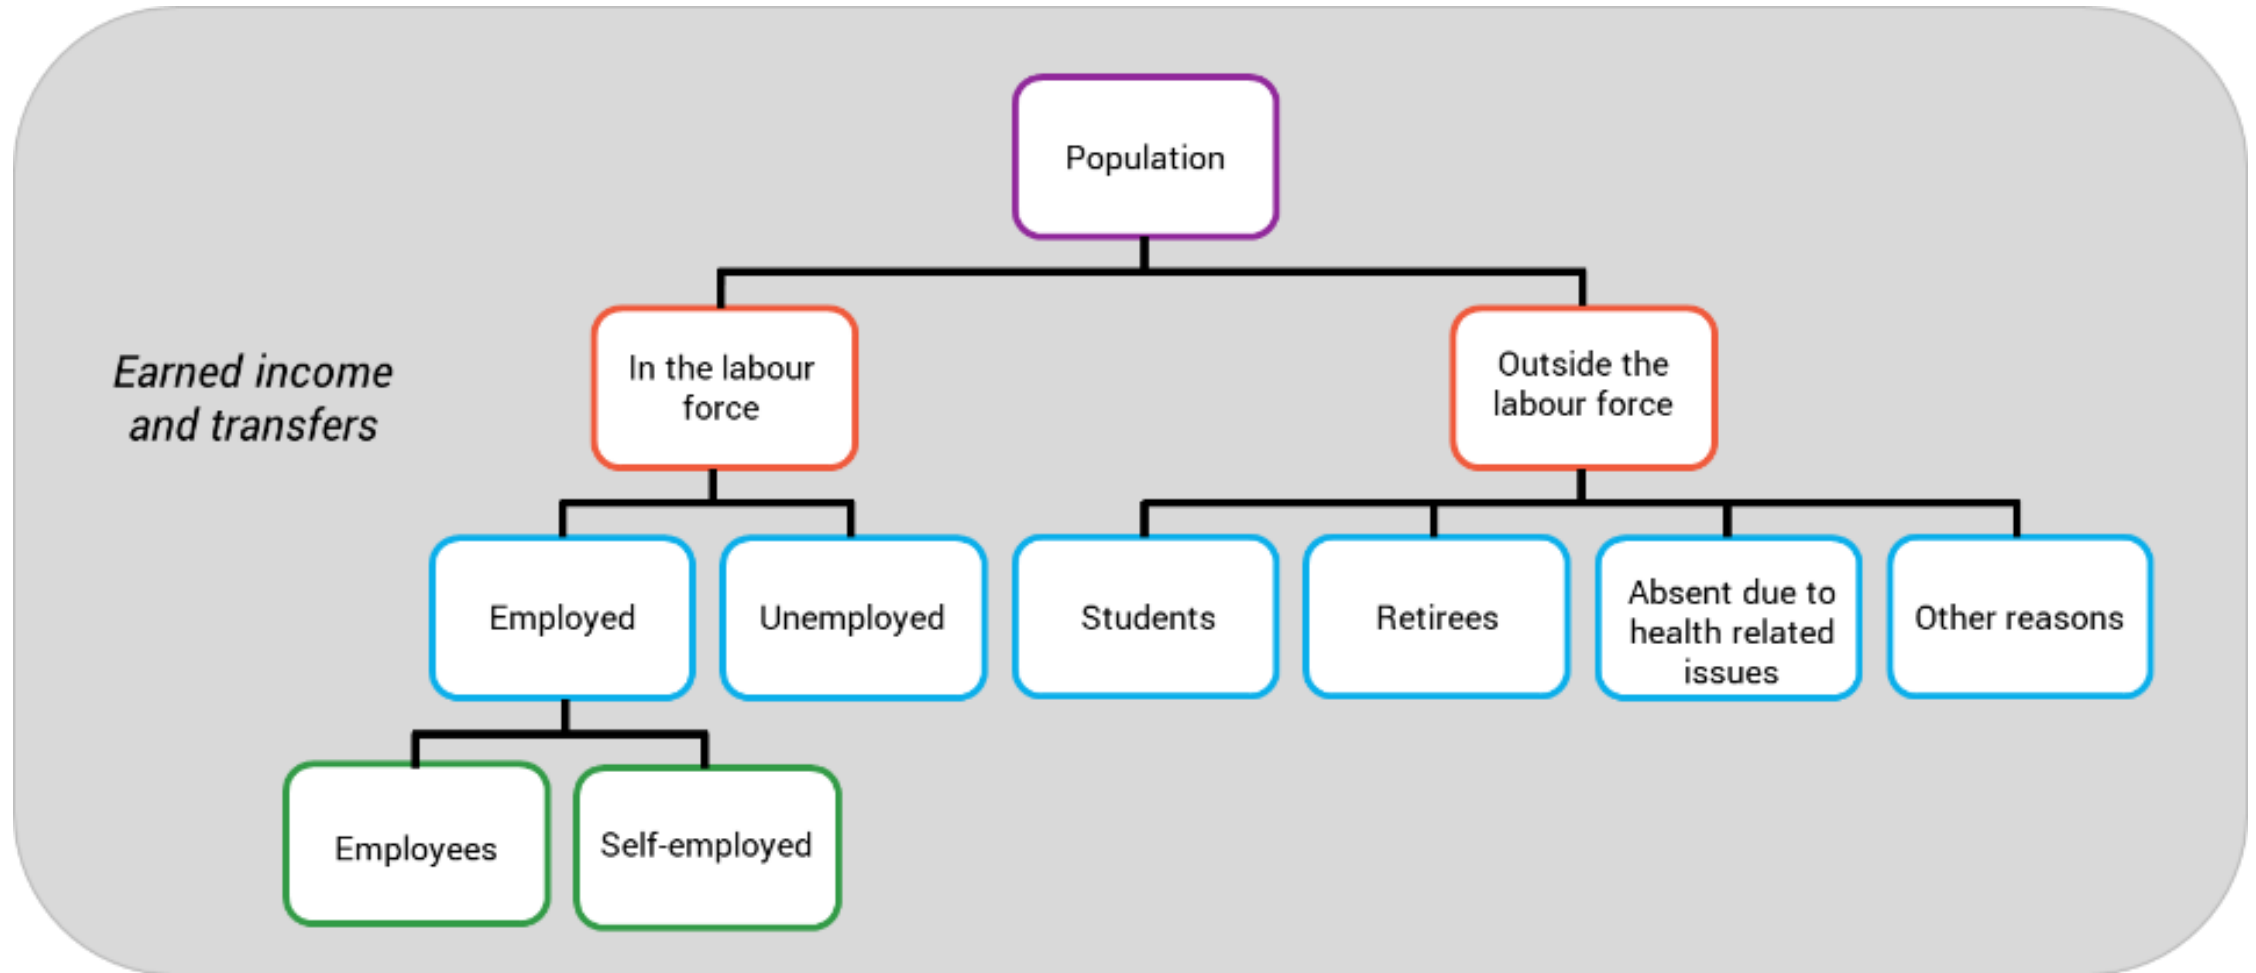 Population
Earned income
and transfers
In the labour
force
Outside the
labour force
Employed
Unemployed
Students
Retirees
Absent due to
health related
issues
Other reasons
Employees
Self-employed